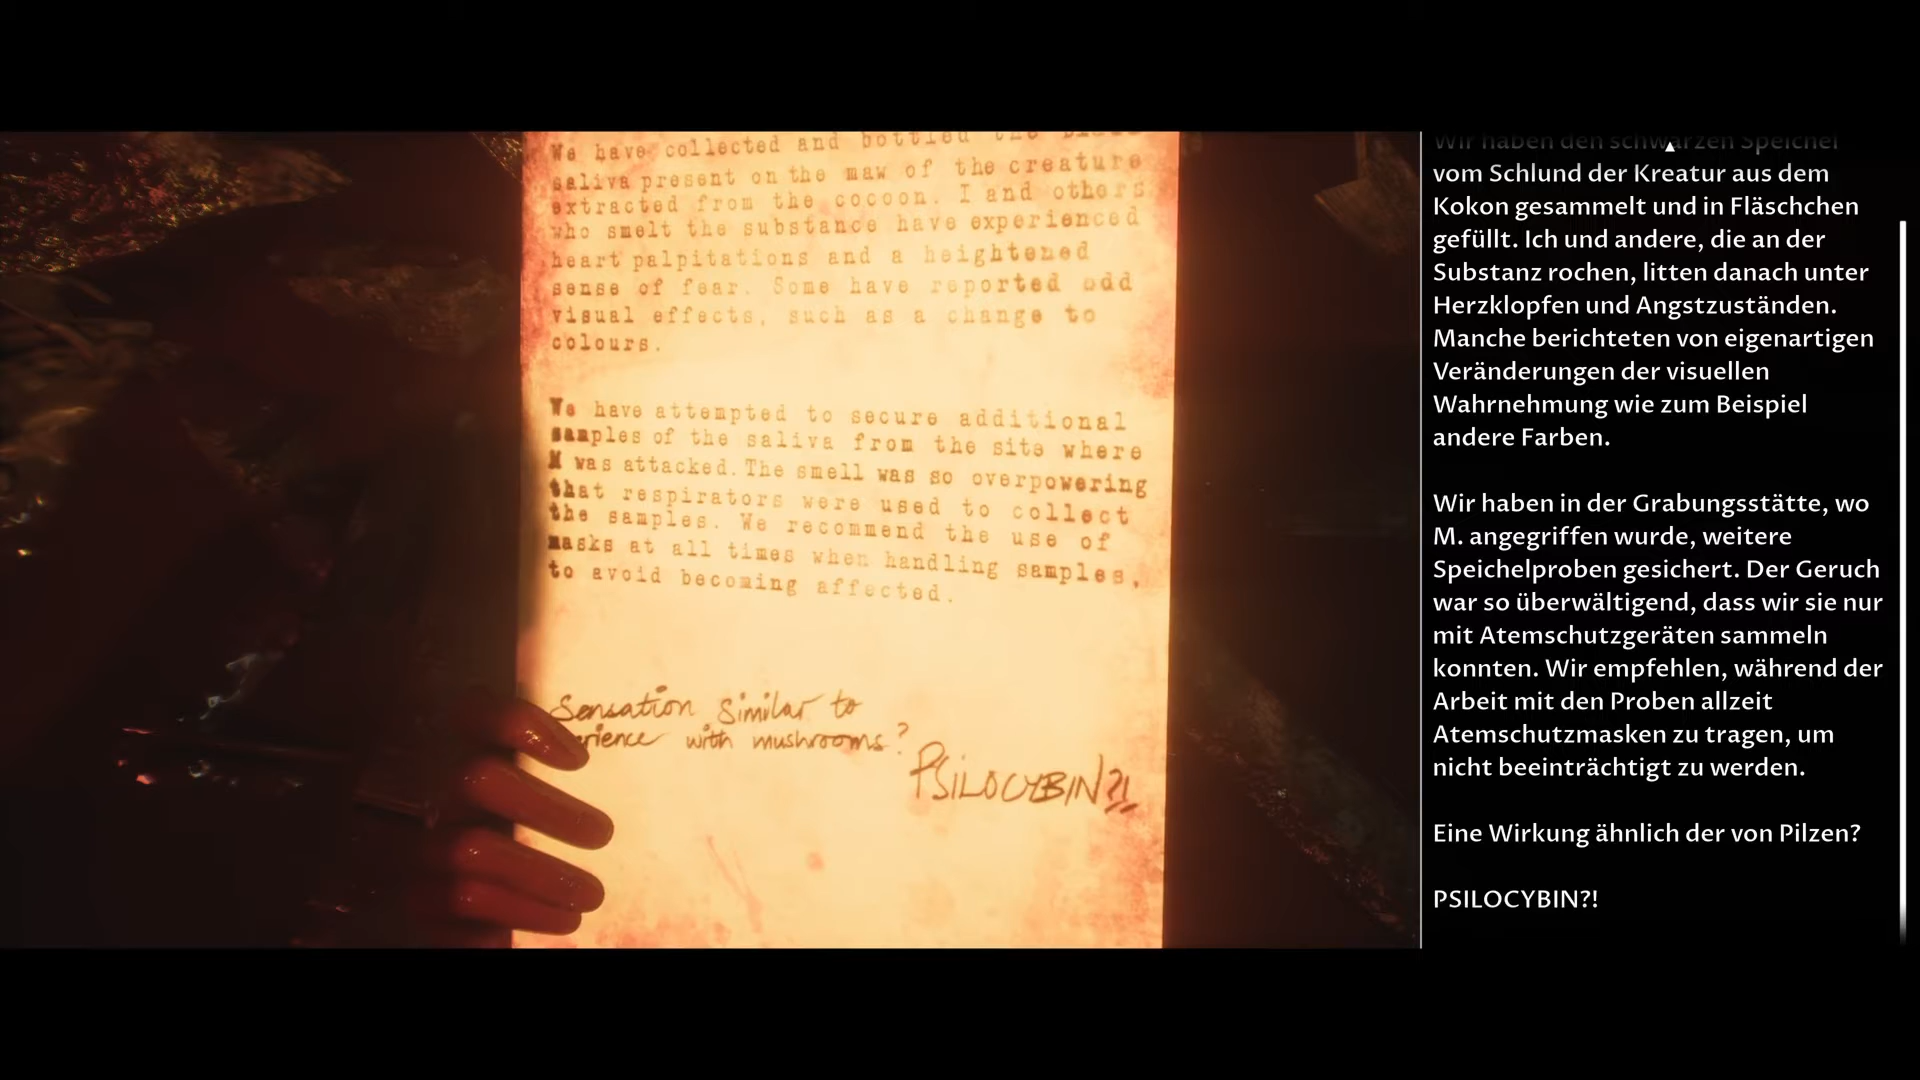 We have collected and bottled the black
saliva present on the maw of the creature
extracted from the cocoon. I and others
who smelt the substance have experienced
heart palpitations and a heightened
sense of fear. Some have reported odd
visual effects, such as a change to
colours.
We have attempted to secure additional
samples of the saliva from the site where
M was attacked. The smell was so overpowering
that respirators were used to collect
the samples. We recommend the use of
masks at all times when handling samples,
to avoid becoming affected.
Sensation similar to
erience with mushrooms?
PSILOCYBIN?!
Wir haben den schwarzen Speichel
vom Schlund der Kreatur aus dem
Kokon gesammelt und in Fläschchen
gefüllt. Ich und andere, die an der
Substanz rochen, litten danach unter
Herzklopfen und Angstzuständen.
Manche berichteten von eigenartigen
Veränderungen der visuellen
Wahrnehmung wie zum Beispiel
andere Farben.
Wir haben in der Grabungsstätte, wo
M. angegriffen wurde, weitere
Speichelproben gesichert. Der Geruch
war so überwältigend, dass wir sie nur
mit Atemschutzgeräten sammeln
konnten. Wir empfehlen, während der
Arbeit mit den Proben allzeit
Atemschutzmasken zu tragen, um
nicht beeinträchtigt zu werden.
Eine Wirkung ähnlich der von Pilzen?
PSILOCYBIN?!